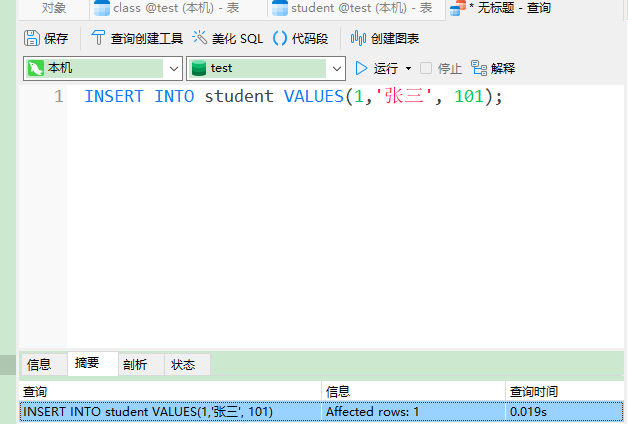 对象 class @test (本机) - 表 student @test (本机) - 表 * 无标题 - 查询
保存 查询创建工具 美化 SQL 代码段 创建图表
本机 test 运行 停止 解释
1 INSERT INTO student VALUES(1,'张三', 101);
信息 摘要 剖析 状态
查询 信息 查询时间
INSERT INTO student VALUES(1,'张三', 101) Affected rows: 1 0.019s